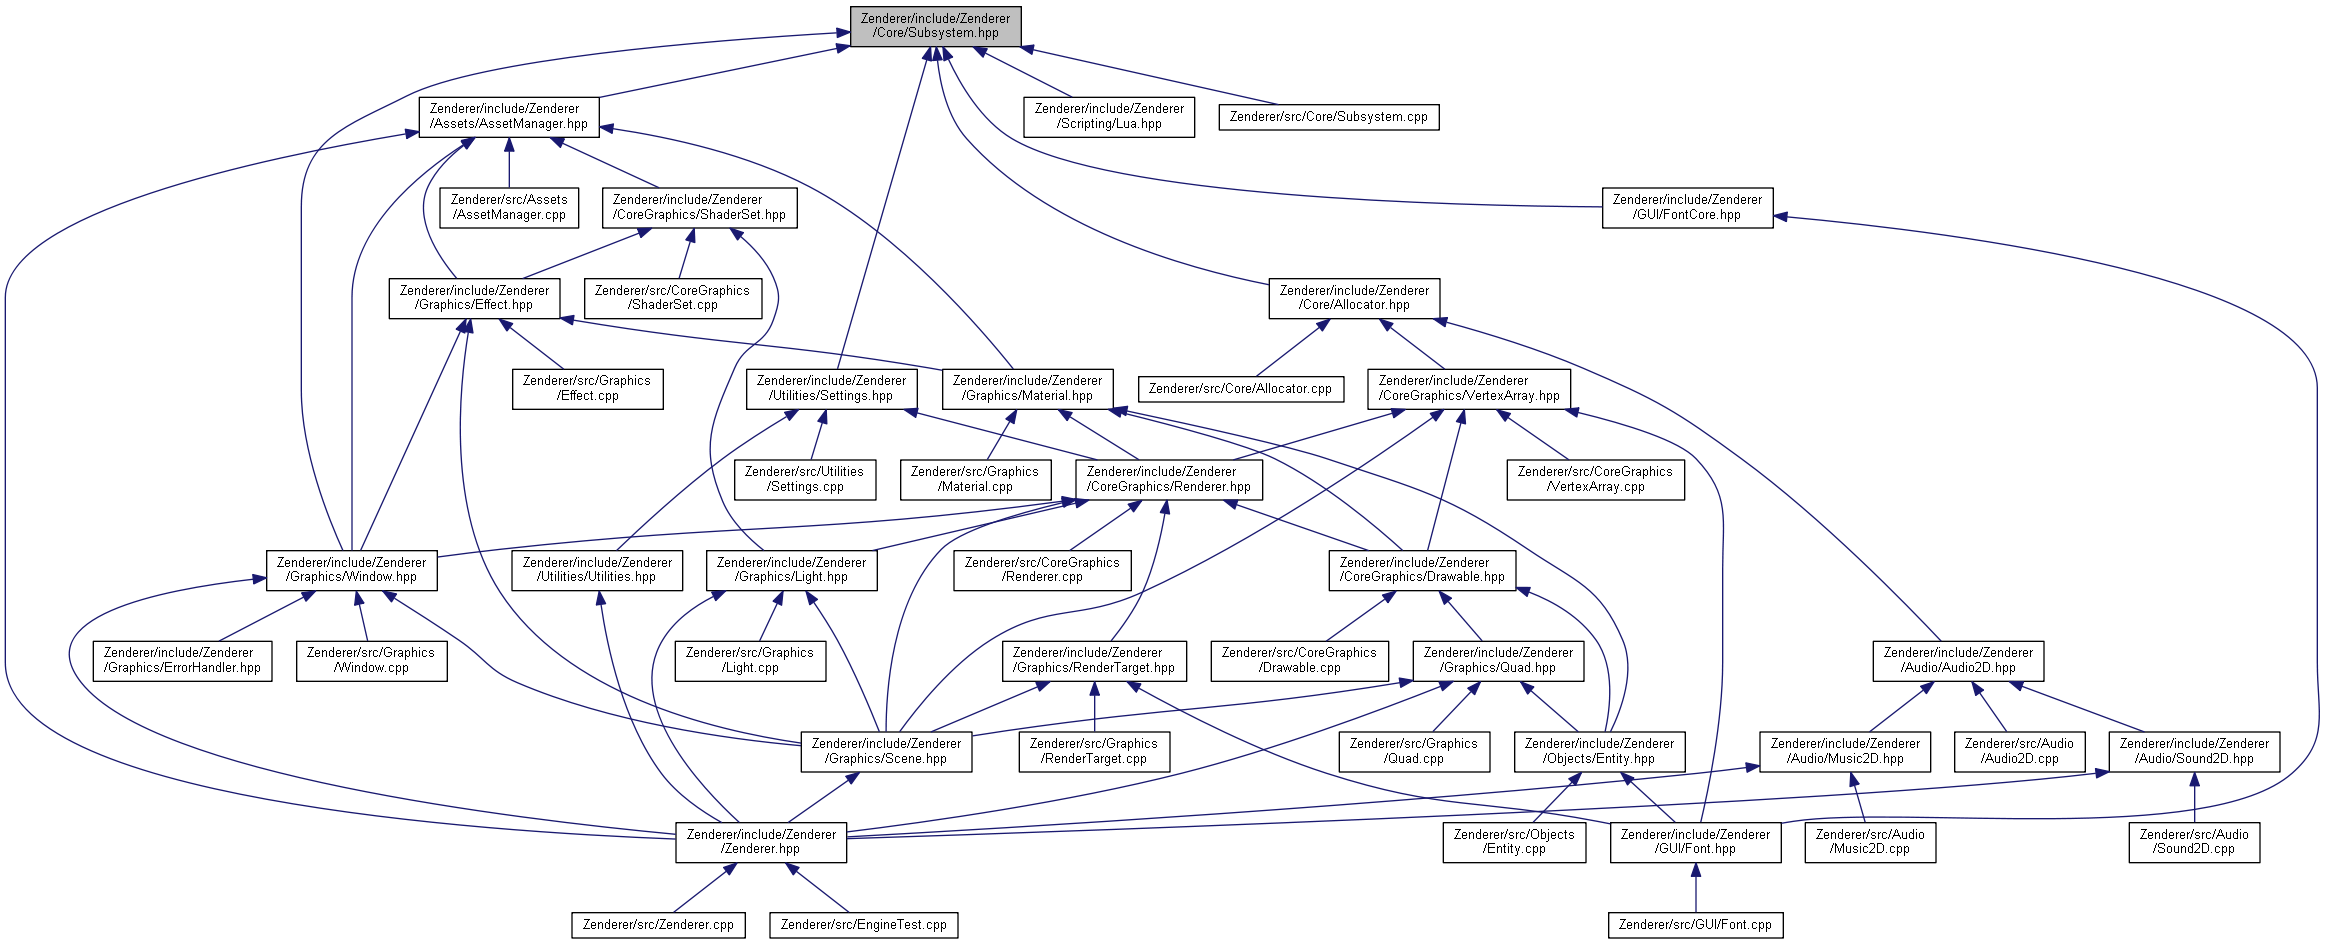 Zenderer/include/Zenderer
/Core/Subsystem.hpp
Zenderer/include/Zenderer
/Assets/AssetManager.hpp
Zenderer/include/Zenderer
/Scripting/Lua.hpp
Zenderer/src/Core/Subsystem.cpp
Zenderer/src/Assets
/AssetManager.cpp
Zenderer/include/Zenderer
/CoreGraphics/ShaderSet.hpp
Zenderer/include/Zenderer
/GUI/FontCore.hpp
Zenderer/include/Zenderer
/Graphics/Effect.hpp
Zenderer/src/CoreGraphics
/ShaderSet.cpp
Zenderer/include/Zenderer
/Core/Allocator.hpp
Zenderer/src/Graphics
/Effect.cpp
Zenderer/include/Zenderer
/Utilities/Settings.hpp
Zenderer/include/Zenderer
/Graphics/Material.hpp
Zenderer/src/Core/Allocator.cpp
Zenderer/include/Zenderer
/CoreGraphics/VertexArray.hpp
Zenderer/src/Utilities
/Settings.cpp
Zenderer/src/Graphics
/Material.cpp
Zenderer/include/Zenderer
/CoreGraphics/Renderer.hpp
Zenderer/src/CoreGraphics
/VertexArray.cpp
Zenderer/include/Zenderer
/Graphics/Window.hpp
Zenderer/include/Zenderer
/Utilities/Utilities.hpp
Zenderer/include/Zenderer
/Graphics/Light.hpp
Zenderer/src/CoreGraphics
/Renderer.cpp
Zenderer/include/Zenderer
/CoreGraphics/Drawable.hpp
Zenderer/include/Zenderer
/Graphics/ErrorHandler.hpp
Zenderer/src/Graphics
/Window.cpp
Zenderer/src/Graphics
/Light.cpp
Zenderer/include/Zenderer
/Graphics/RenderTarget.hpp
Zenderer/src/CoreGraphics
/Drawable.cpp
Zenderer/include/Zenderer
/Graphics/Quad.hpp
Zenderer/include/Zenderer
/Audio/Audio2D.hpp
Zenderer/include/Zenderer
/Graphics/Scene.hpp
Zenderer/src/Graphics
/RenderTarget.cpp
Zenderer/src/Graphics
/Quad.cpp
Zenderer/include/Zenderer
/Objects/Entity.hpp
Zenderer/include/Zenderer
/Audio/Music2D.hpp
Zenderer/src/Audio
/Audio2D.cpp
Zenderer/include/Zenderer
/Audio/Sound2D.hpp
Zenderer/include/Zenderer
/Zenderer.hpp
Zenderer/src/Objects
/Entity.cpp
Zenderer/include/Zenderer
/GUI/Font.hpp
Zenderer/src/Audio
/Music2D.cpp
Zenderer/src/Audio
/Sound2D.cpp
Zenderer/src/Zenderer.cpp
Zenderer/src/EngineTest.cpp
Zenderer/src/GUI/Font.cpp